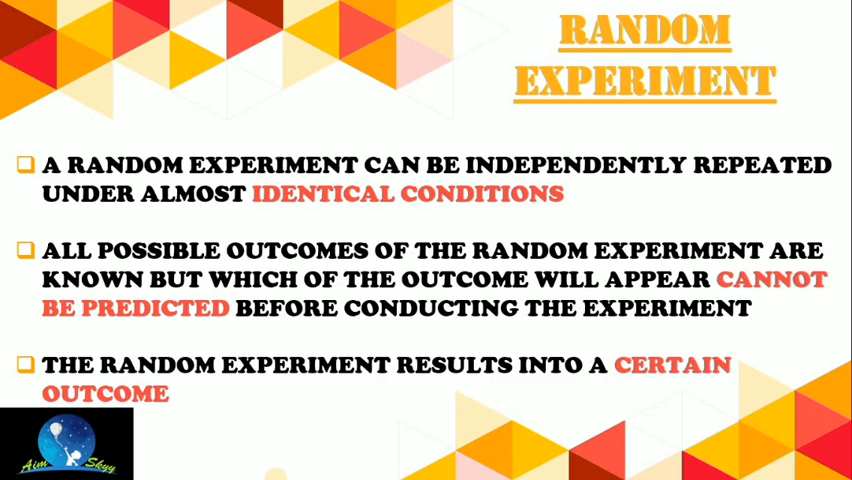 RANDOM
EXPERIMENT
A RANDOM EXPERIMENT CAN BE INDEPENDENTLY REPEATED
UNDER ALMOST IDENTICAL CONDITIONS
ALL POSSIBLE OUTCOMES OF THE RANDOM EXPERIMENT ARE
KNOWN BUT WHICH OF THE OUTCOME WILL APPEAR CANNOT
BE PREDICTED BEFORE CONDUCTING THE EXPERIMENT
THE RANDOM EXPERIMENT RESULTS INTO A CERTAIN
OUTCOME
Aim Skyy